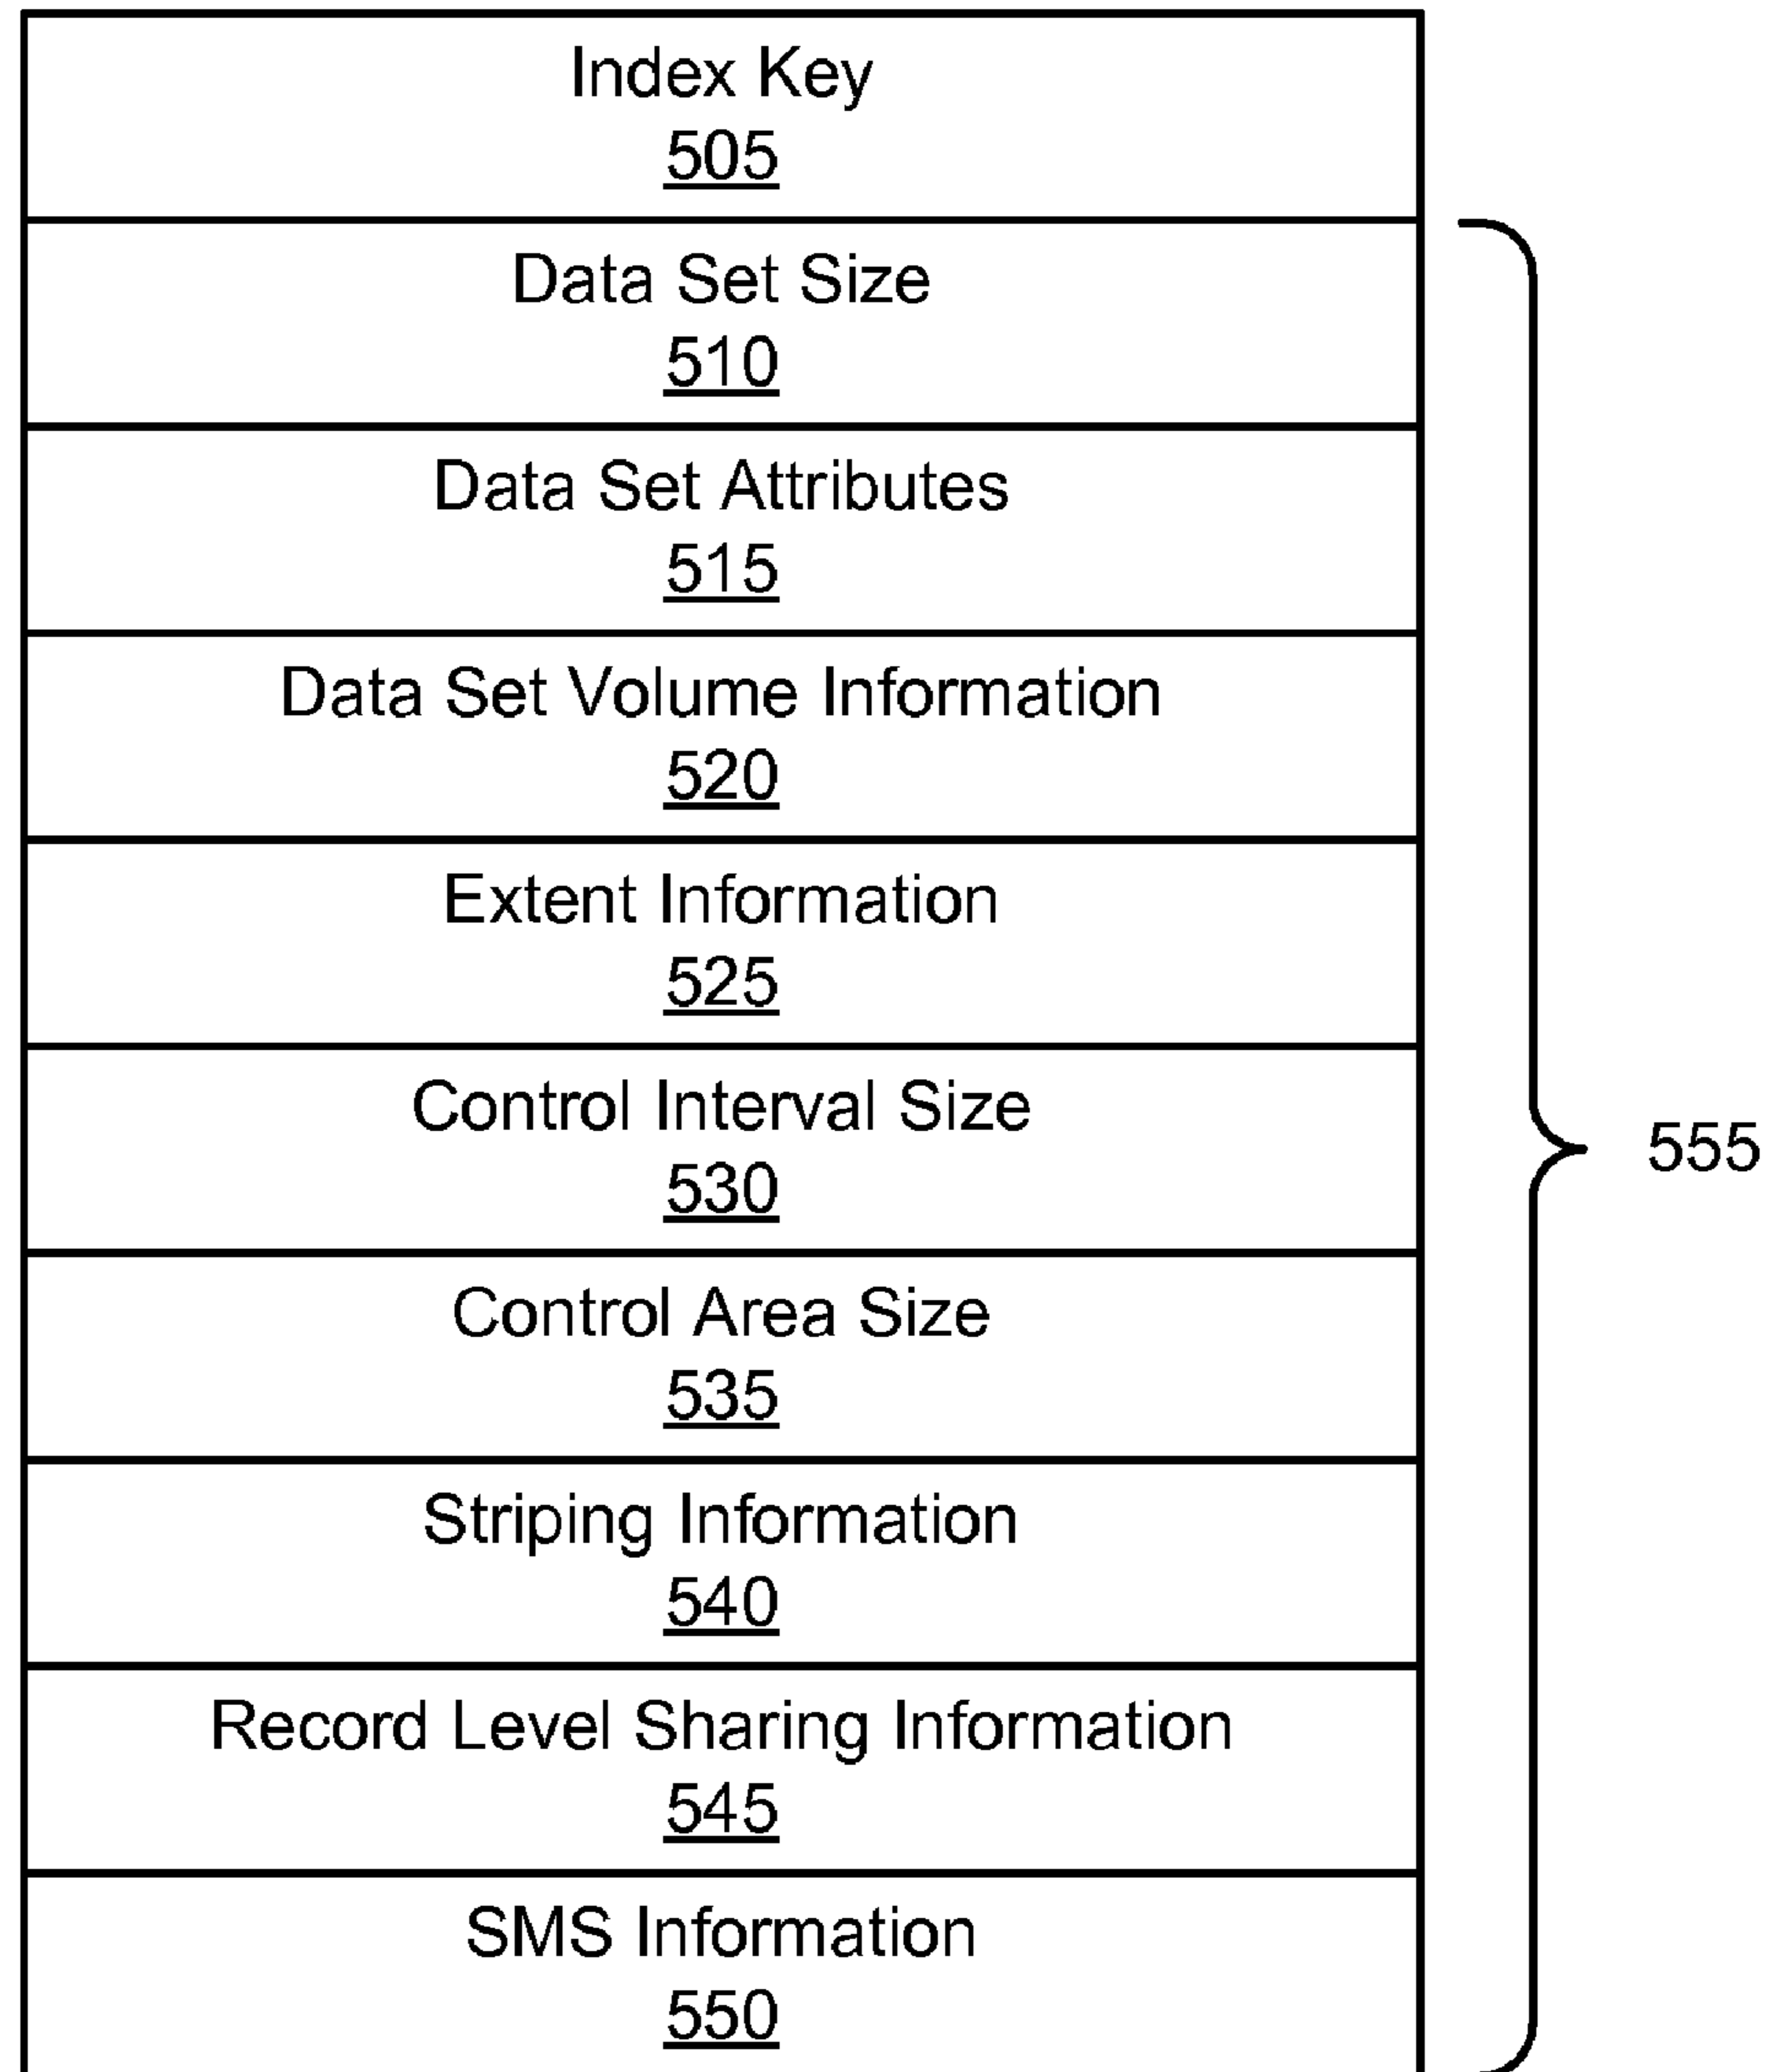 Index Key
505
Data Set Size
510
Data Set Attributes
515
Data Set Volume Information
520
Extent Information
525
Control Interval Size
530
555
Control Area Size
535
Striping Information
540
Record Level Sharing Information
545
SMS Information
550